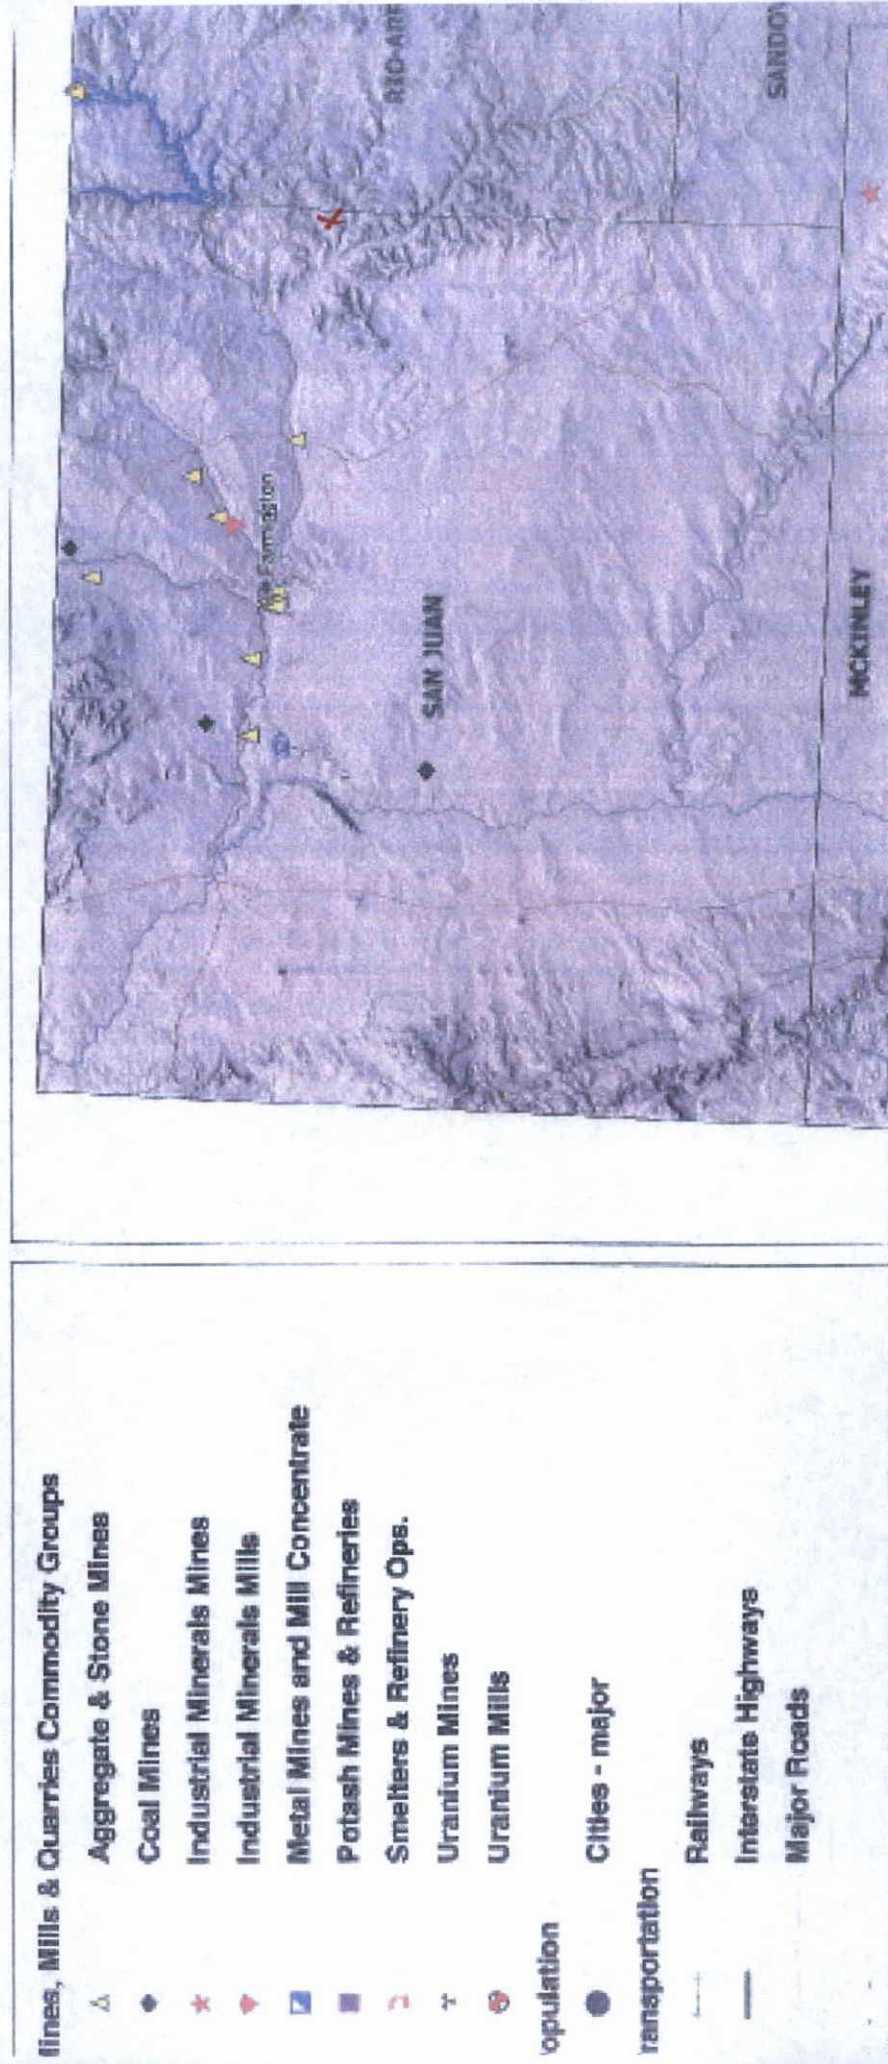 lines, Mills & Quarries Commodity Groups
Aggregate & Stone Mines
Coal Mines
Industrial Minerals Mines
Industrial Minerals Mills
Metal Mines and Mill Concentrate
Potash Mines & Refineries
Smelters & Refinery Ops.
Uranium Mines
Uranium Mills
opulation
Cities - major
ransportation
Railways
Interstate Highways
Major Roads
Farmington
SAN JUAN
MCKINLEY
RIO ARR
SANDOV